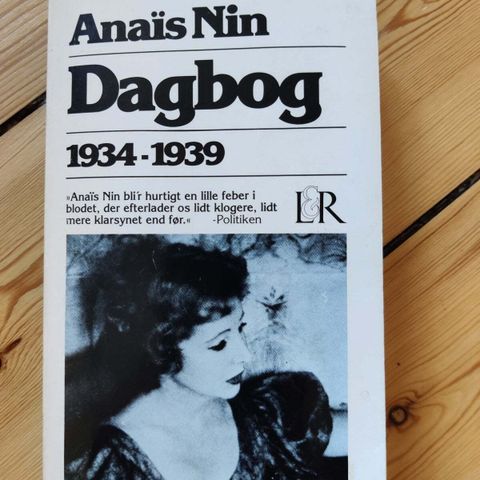 Anaïs Nin
Dagbog
1934-1939
»Anaïs Nin bli'r hurtigt en lille feber i
blodet, der efterlader os lidt klogere, lidt
mere klarsynet end før.« -Politiken
L&R